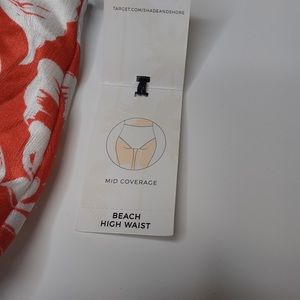 TARGET.COM/SHADEANDSHORE
MID COVERAGE
BEACH
HIGH WAIST